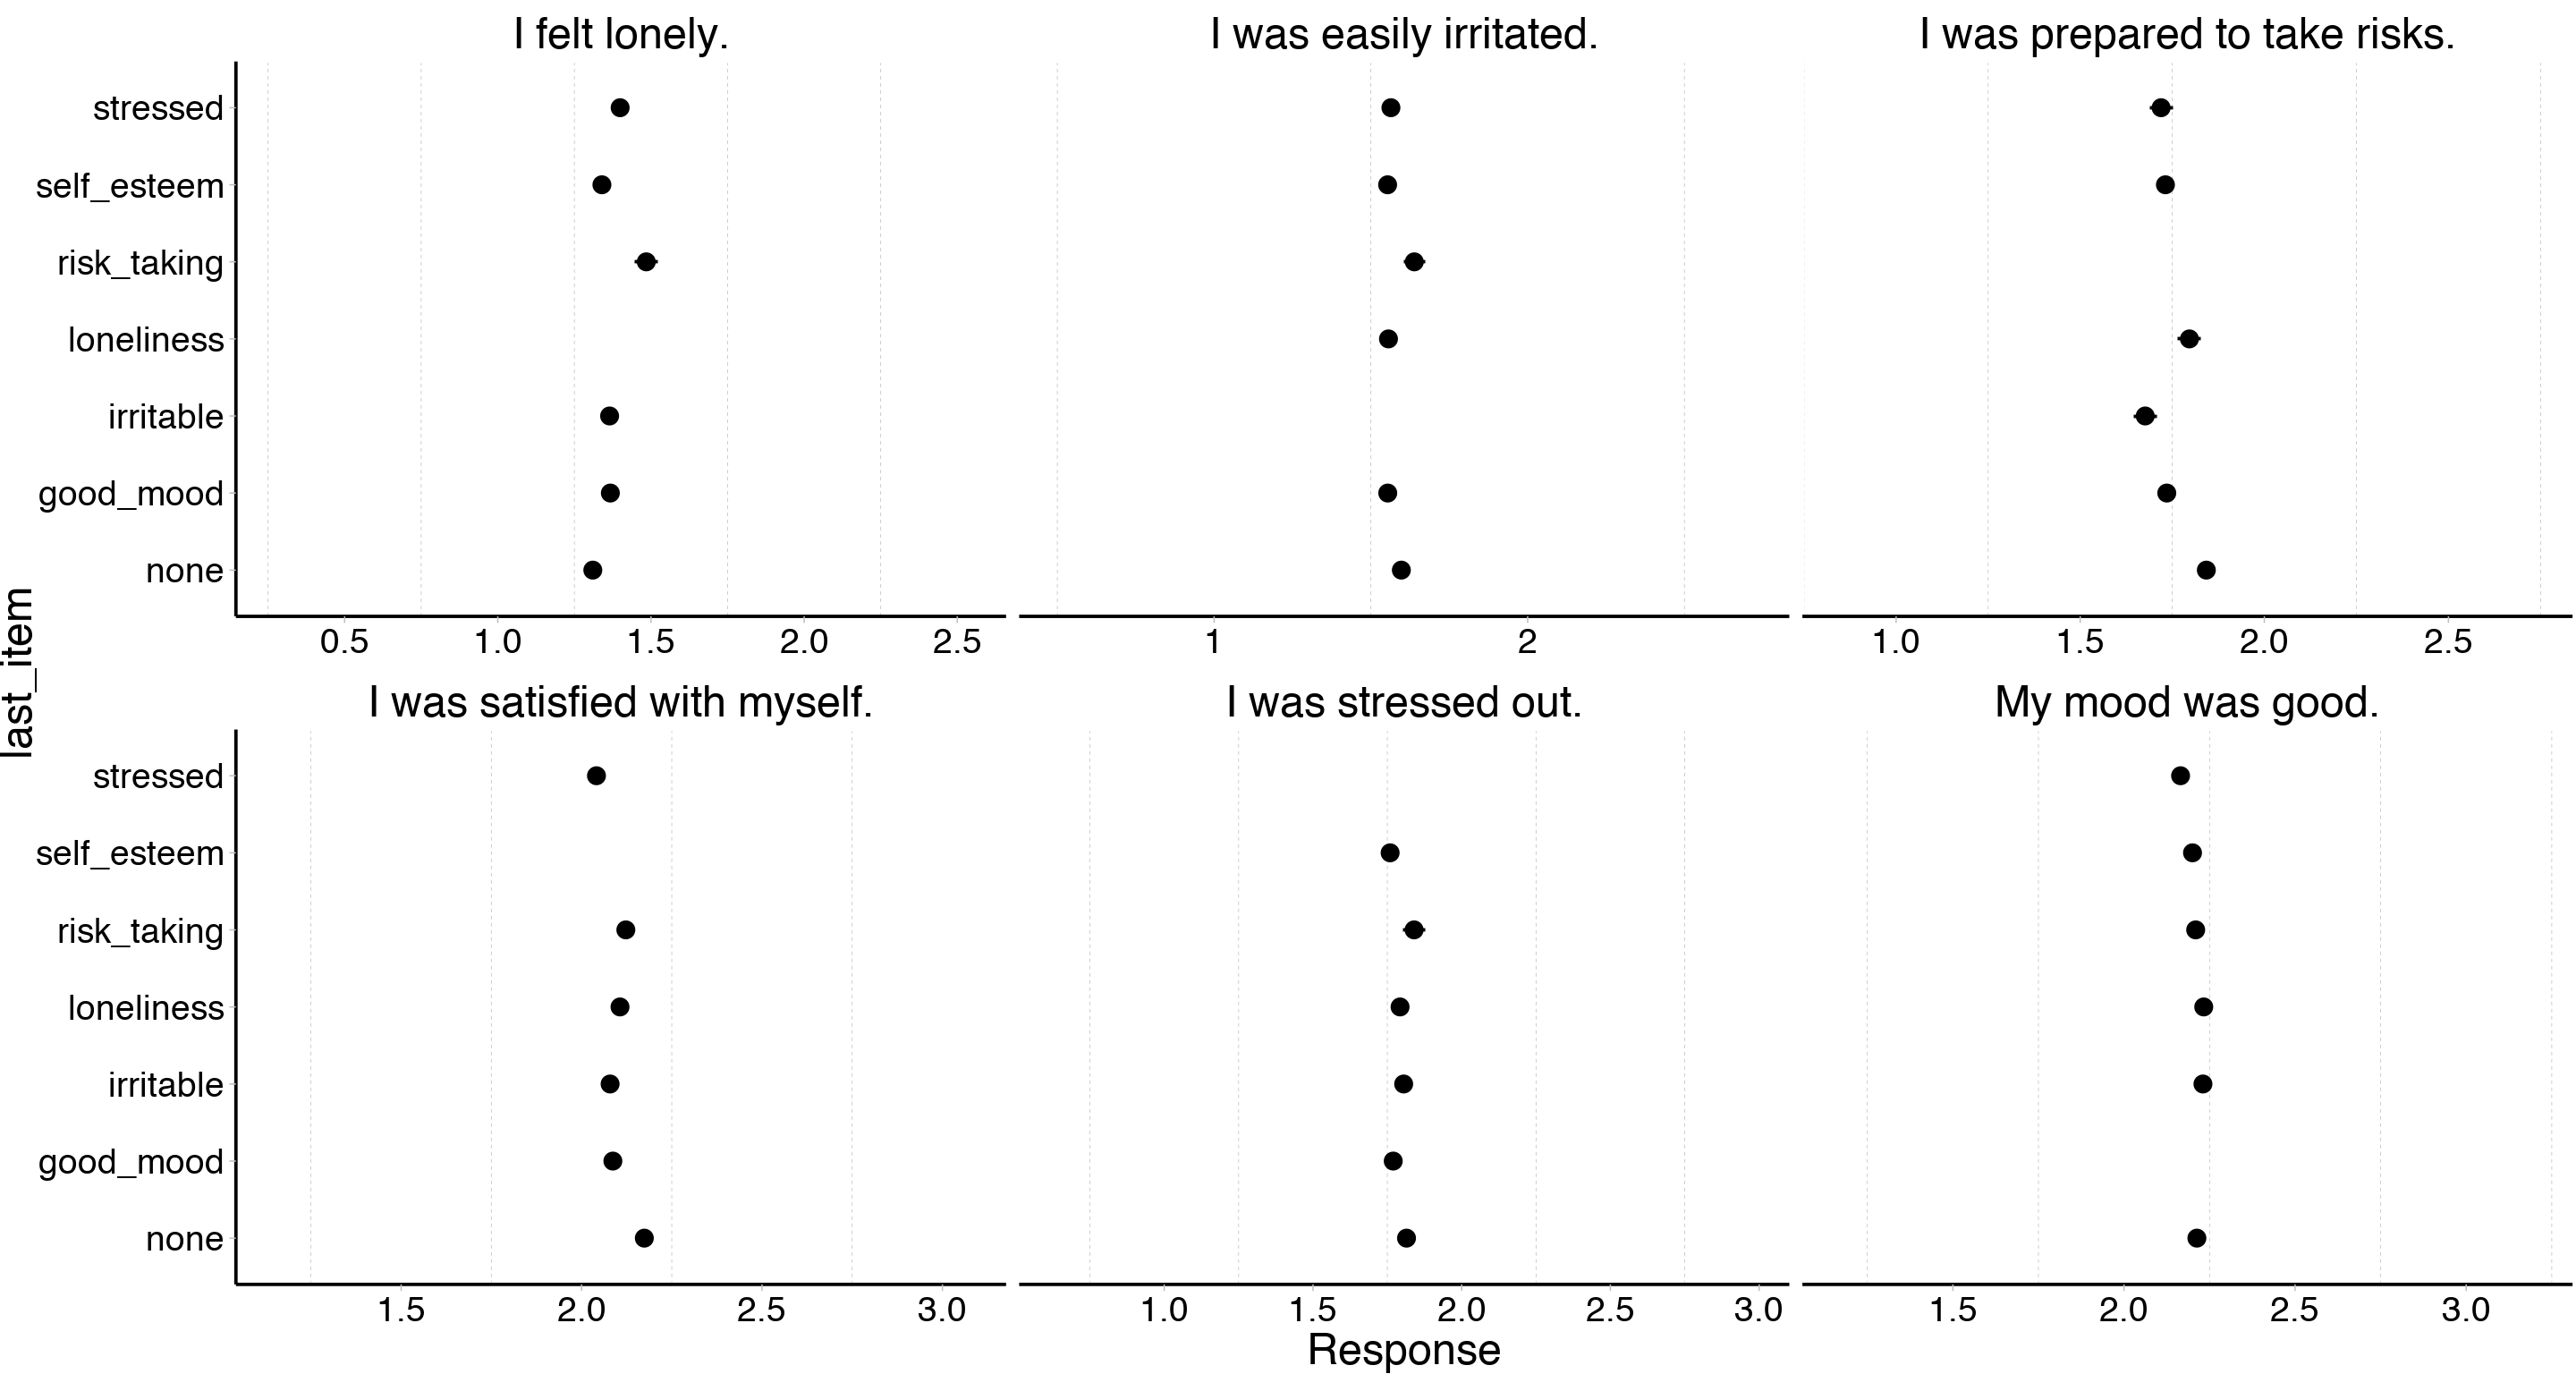 I felt lonely. I was easily irritated. I was prepared to take risks.
stressed
self_esteem
risk_taking
loneliness
irritable
good_mood
none
0.5 1.0 1.5 2.0 2.5 1 2 1.0 1.5 2.0 2.5
last_item
I was satisfied with myself. I was stressed out. My mood was good.
stressed
self_esteem
risk_taking
loneliness
irritable
good_mood
none
1.5 2.0 2.5 3.0 1.0 1.5 2.0 2.5 3.0 1.5 2.0 2.5 3.0
Response